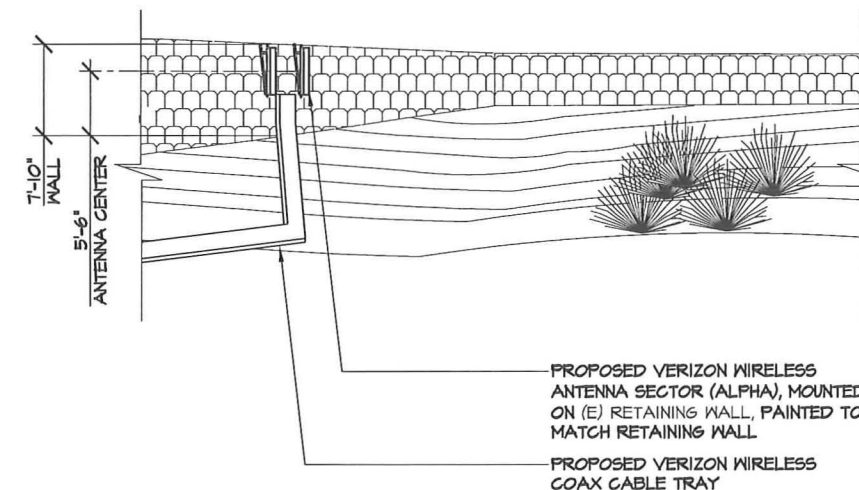 7'-10"
WALL
5'-6"
ANTENNA CENTER
PROPOSED VERIZON WIRELESS
ANTENNA SECTOR (ALPHA), MOUNTED
ON (E) RETAINING WALL, PAINTED TO
MATCH RETAINING WALL
PROPOSED VERIZON WIRELESS
COAX CABLE TRAY